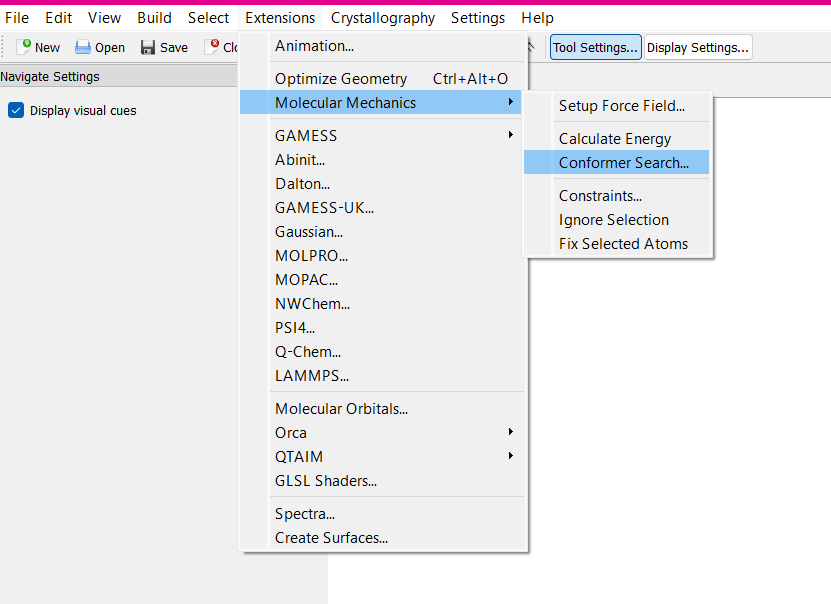 File Edit View Build Select Extensions Crystallography Settings Help
New Open Save Tool Settings... Display Settings...
Navigate Settings
Display visual cues
Animation...
Optimize Geometry Ctrl+Alt+O
Molecular Mechanics
GAMESS
Abinit...
Dalton...
GAMESS-UK...
Gaussian...
MOLPRO...
MOPAC...
NWChem...
PSI4...
Q-Chem...
LAMMPS...
Molecular Orbitals...
Orca
QTAIM
GLSL Shaders...
Spectra...
Create Surfaces...
Setup Force Field...
Calculate Energy
Conformer Search...
Constraints...
Ignore Selection
Fix Selected Atoms